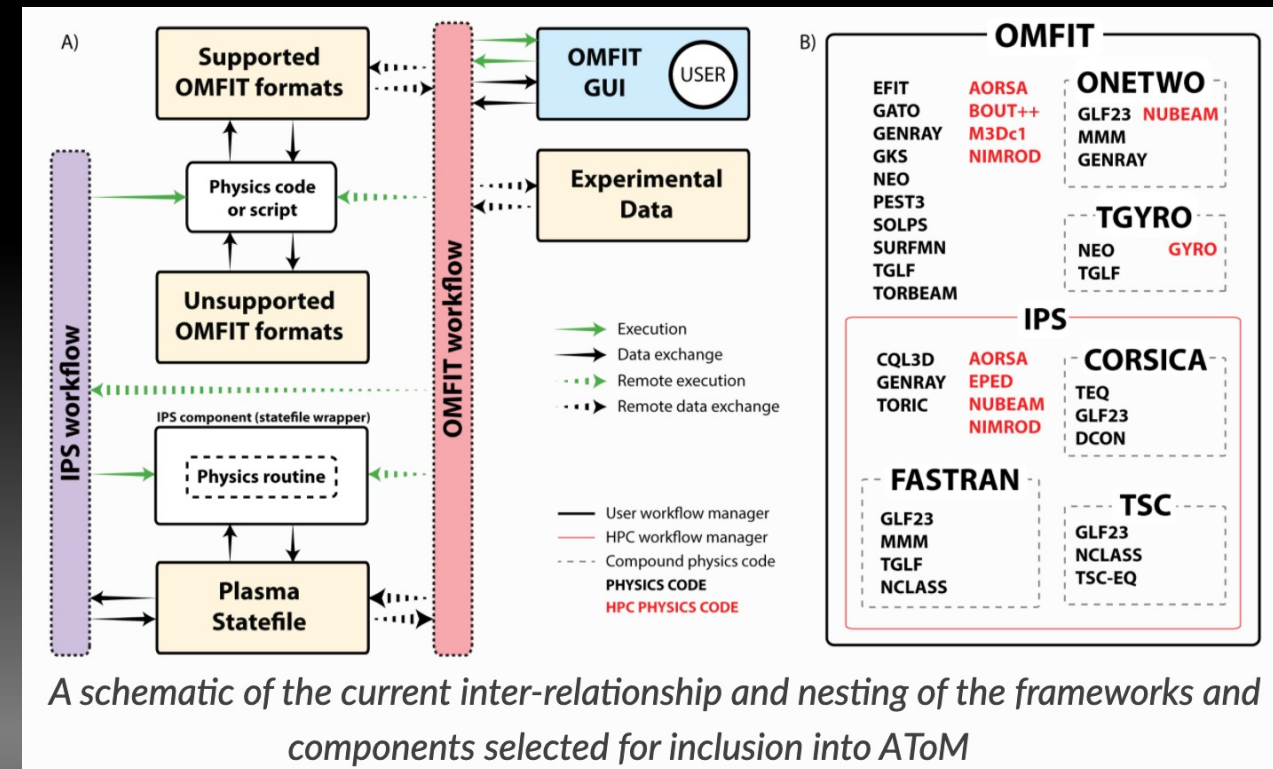 A)
Supported
OMFIT formats
OMFIT
GUI
USER
Physics code
or script
Experimental
Data
Unsupported
OMFIT formats
IPS workflow
OMFIT workflow
Execution
Data exchange
Remote execution
Remote data exchange
IPS component (statefile wrapper)
Physics routine
Plasma
Statefile
User workflow manager
HPC workflow manager
Compound physics code
PHYSICS CODE
HPC PHYSICS CODE
B)
OMFIT
EFIT AORSA
GATO BOUT++
GENRAY M3Dc1
GKS NIMROD
NEO
PEST3
SOLPS
SURFMN
TGLF
TORBEAM
ONETWO
GLF23 NUBEAM
MMM
GENRAY
TGYRO
NEO GYRO
TGLF
IPS
CQL3D AORSA
GENRAY EPED
TORIC NUBEAM
NIMROD
CORSICA
TEQ
GLF23
DCON
FASTRAN
GLF23
MMM
TGLF
NCLASS
TSC
GLF23
NCLASS
TSC-EQ
A schematic of the current inter-relationship and nesting of the frameworks and
components selected for inclusion into AToM